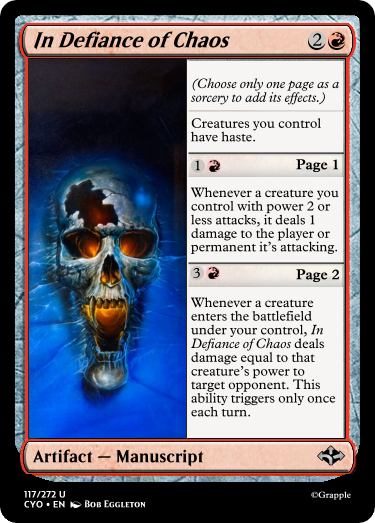 In Defiance of Chaos 2
(Choose only one page as a
sorcery to add its effects.)
Creatures you control
have haste.
1 Page 1
Whenever a creature you
control with power 2 or
less attacks, it deals 1
damage to the player or
permanent it's attacking.
3 Page 2
Whenever a creature
enters the battlefield
under your control, In
Defiance of Chaos deals
damage equal to that
creature's power to
target opponent. This
ability triggers only once
each turn.
Artifact — Manuscript
117/272 U
CYO • EN Bob Eggleton
©Grapple